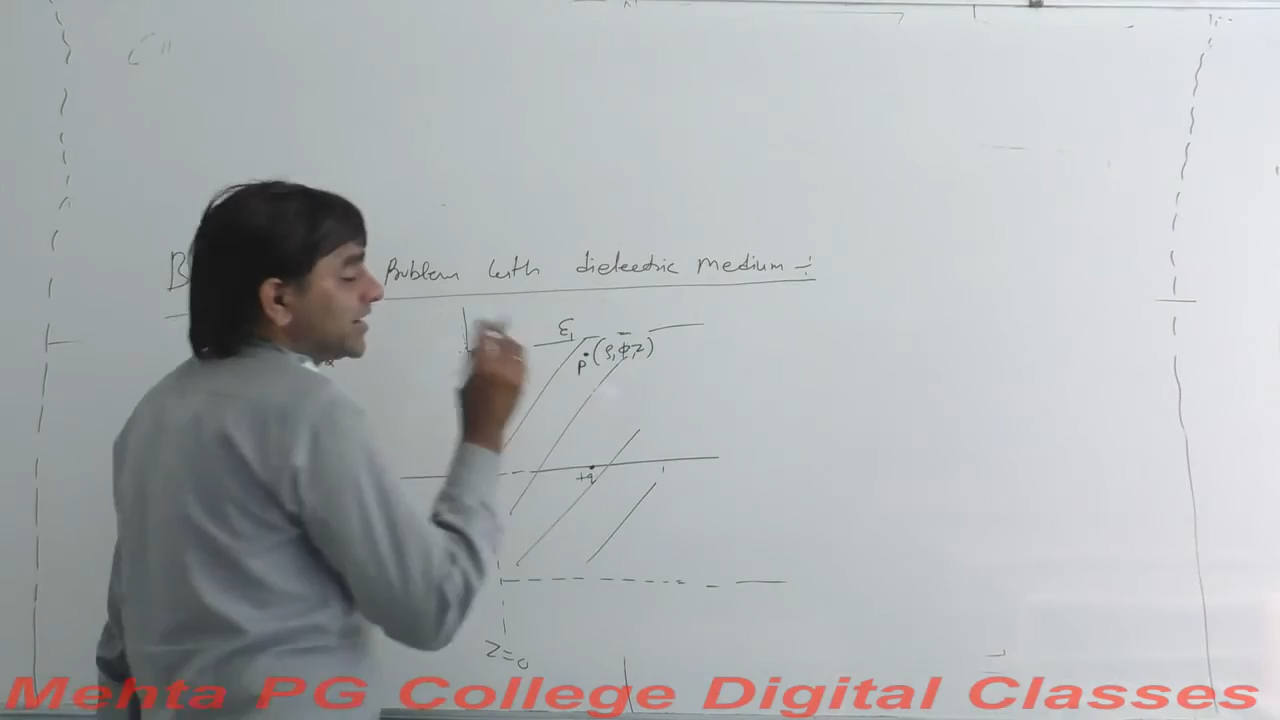 B Problem with dielectric medium :-
ε₁
P (ρ, φ, z)
+q
z=0
Mehta PG College Digital Classes